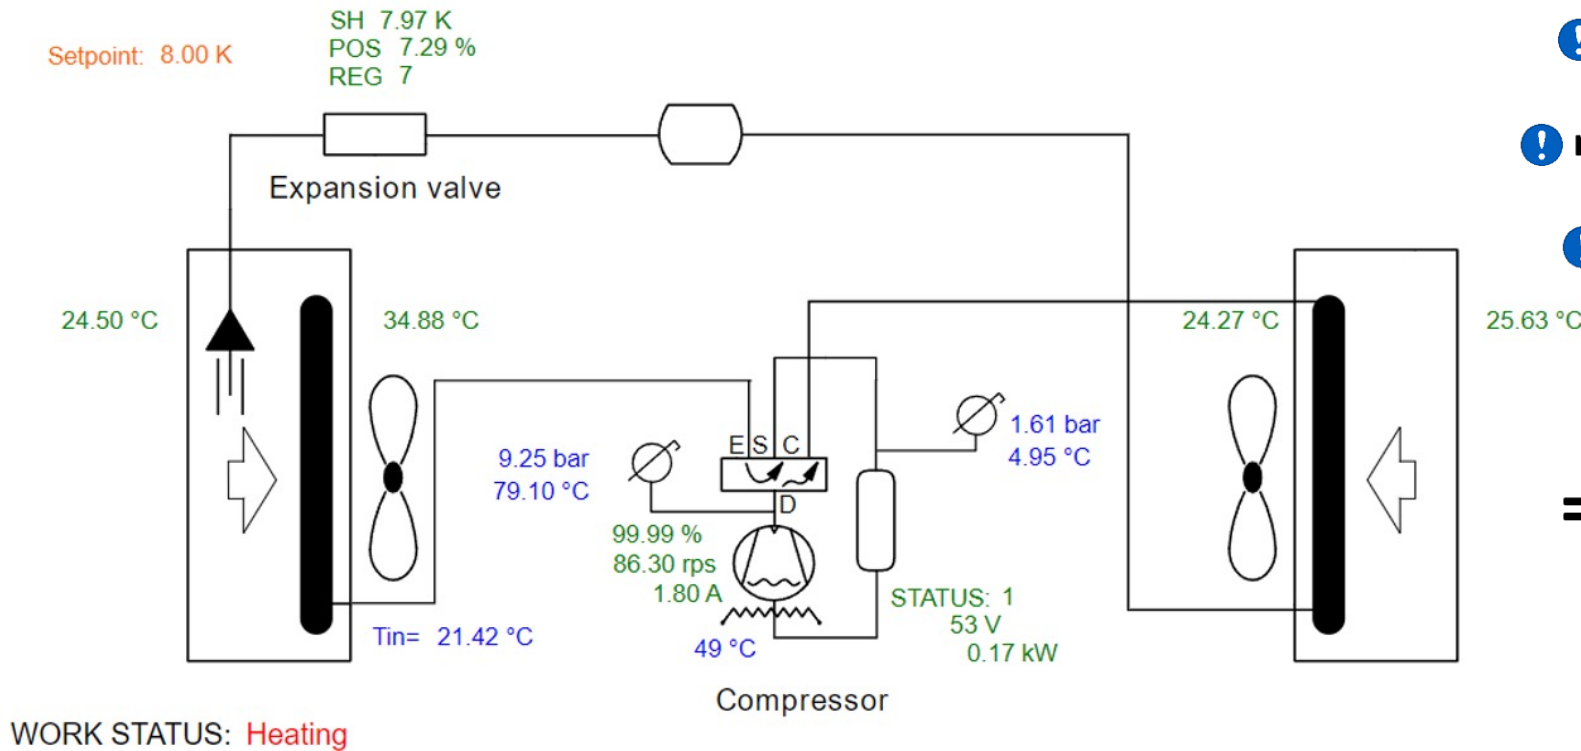 SH 7.97 K
Setpoint: 8.00 K
POS 7.29 %
REG 7
Expansion valve
24.50 °C
34.88 °C
24.27 °C
25.63 °C
1.61 bar
4.95 °C
E S C
9.25 bar
79.10 °C
D
99.99 %
86.30 rps
1.80 A
STATUS: 1
53 V
0.17 kW
Tin= 21.42 °C
49 °C
Compressor
WORK STATUS: Heating